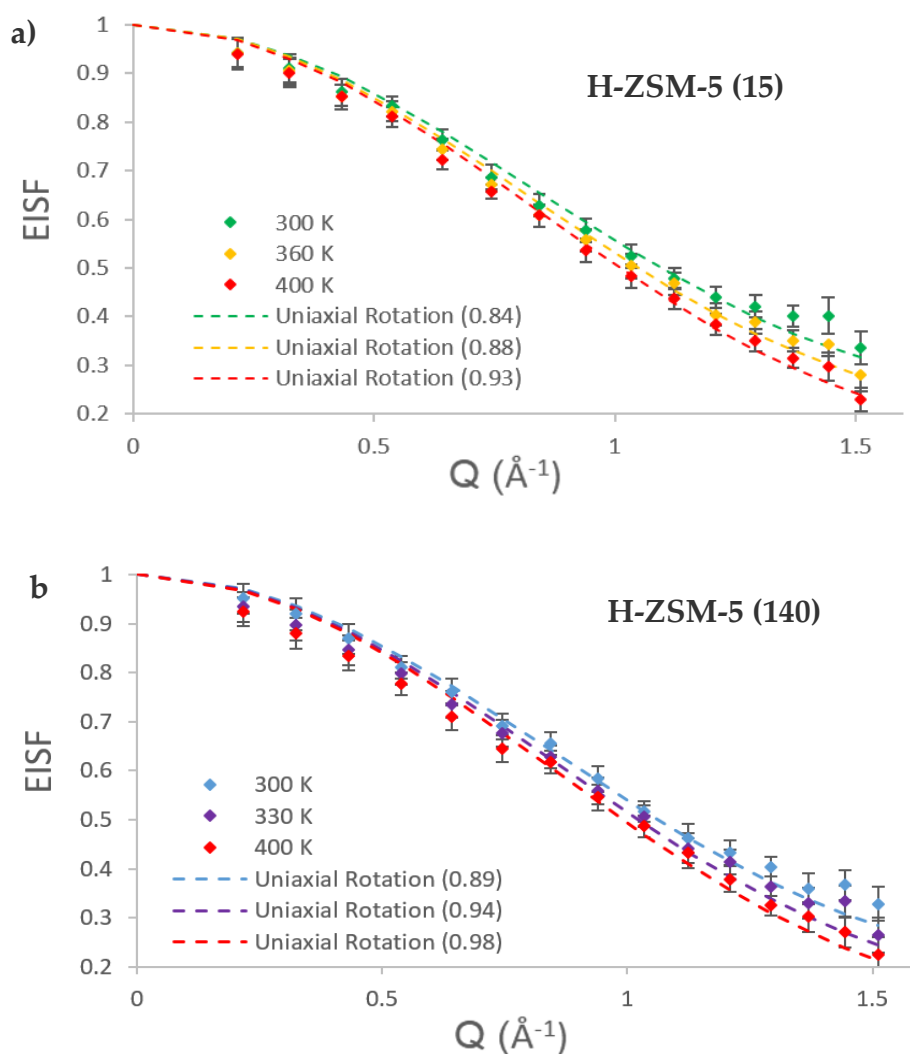 a)
H-ZSM-5 (15)
EISF
1
0.9
0.8
0.7
0.6
0.5
0.4
0.3
0.2
300 K
360 K
400 K
Uniaxial Rotation (0.84)
Uniaxial Rotation (0.88)
Uniaxial Rotation (0.93)
0 0.5 1 1.5
Q (Å⁻¹)
b
H-ZSM-5 (140)
EISF
1
0.9
0.8
0.7
0.6
0.5
0.4
0.3
0.2
300 K
330 K
400 K
Uniaxial Rotation (0.89)
Uniaxial Rotation (0.94)
Uniaxial Rotation (0.98)
0 0.5 1 1.5
Q (Å⁻¹)